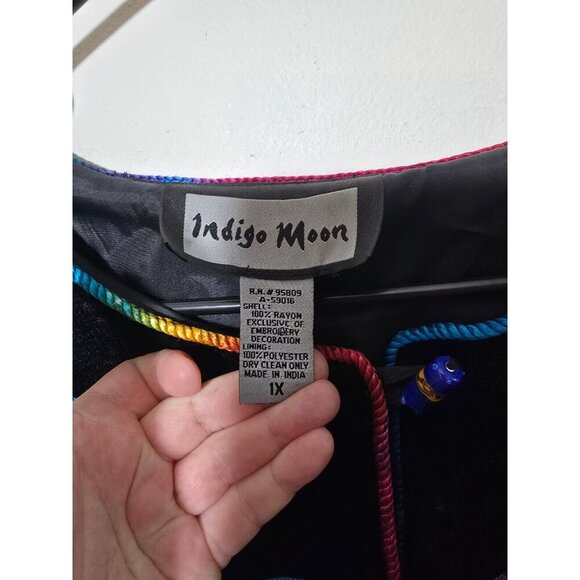 Indigo Moon
R.N.# 95809
A-59016
SHELL:
100% RAYON
EXCLUSIVE OF
EMBROIDERY
DECORATION
LINING:
100% POLYESTER
DRY CLEAN ONLY
MADE IN INDIA
1X